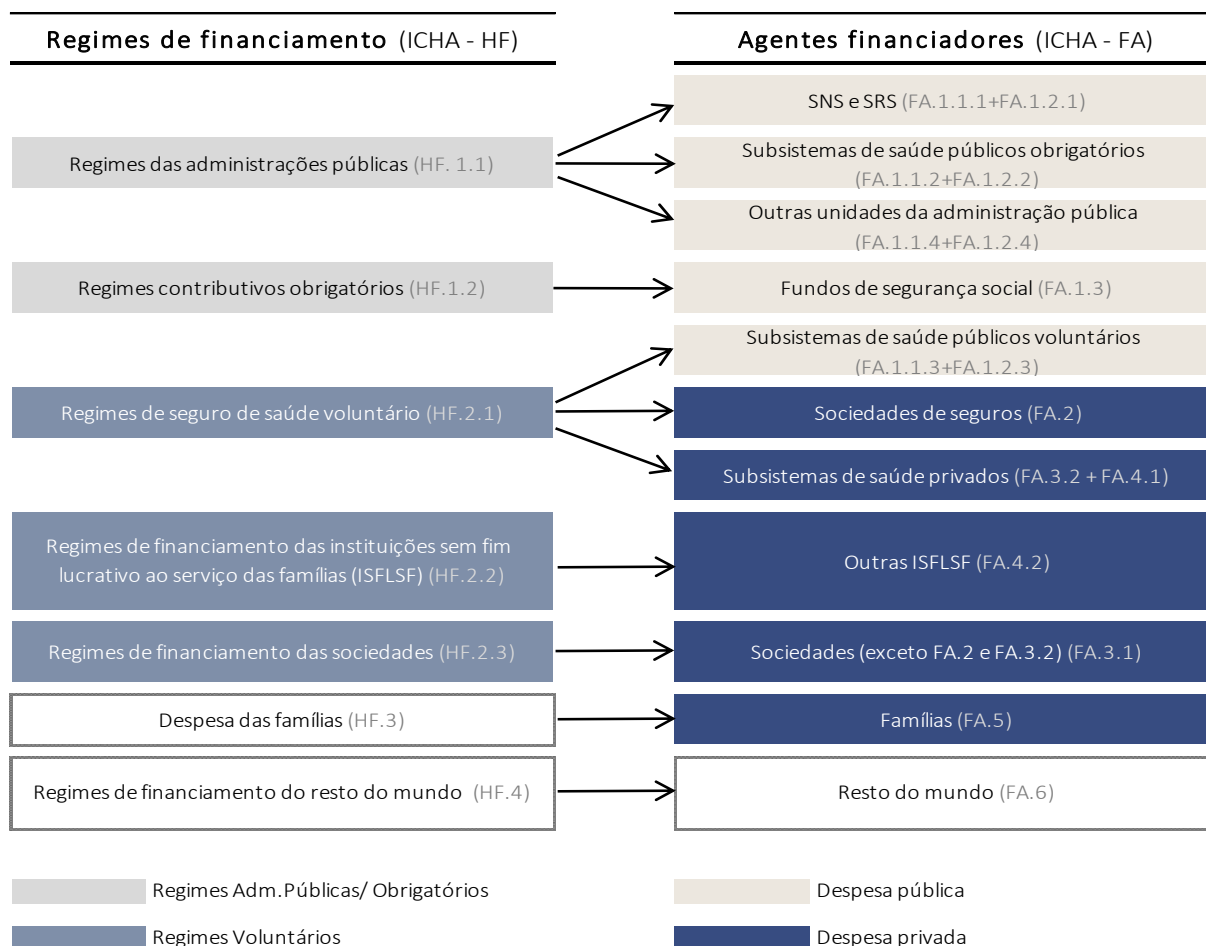 Regimes de financiamento (ICHA - HF)
Agentes financiadores (ICHA - FA)
SNS e SRS (FA.1.1.1+FA.1.2.1)
Regimes das administrações públicas (HF. 1.1)
Subsistemas de saúde públicos obrigatórios
(FA.1.1.2+FA.1.2.2)
Outras unidades da administração pública
(FA.1.1.4+FA.1.2.4)
Regimes contributivos obrigatórios (HF.1.2)
Fundos de segurança social (FA.1.3)
Subsistemas de saúde públicos voluntários
(FA.1.1.3+FA.1.2.3)
Regimes de seguro de saúde voluntário (HF.2.1)
Sociedades de seguros (FA.2)
Subsistemas de saúde privados (FA.3.2 + FA.4.1)
Regimes de financiamento das instituições sem fim
lucrativo ao serviço das famílias (ISFLSF) (HF.2.2)
Outras ISFLSF (FA.4.2)
Regimes de financiamento das sociedades (HF.2.3)
Sociedades (exceto FA.2 e FA.3.2) (FA.3.1)
Despesa das famílias (HF.3)
Famílias (FA.5)
Regimes de financiamento do resto do mundo (HF.4)
Resto do mundo (FA.6)
Regimes Adm.Públicas/ Obrigatórios
Despesa pública
Regimes Voluntários
Despesa privada